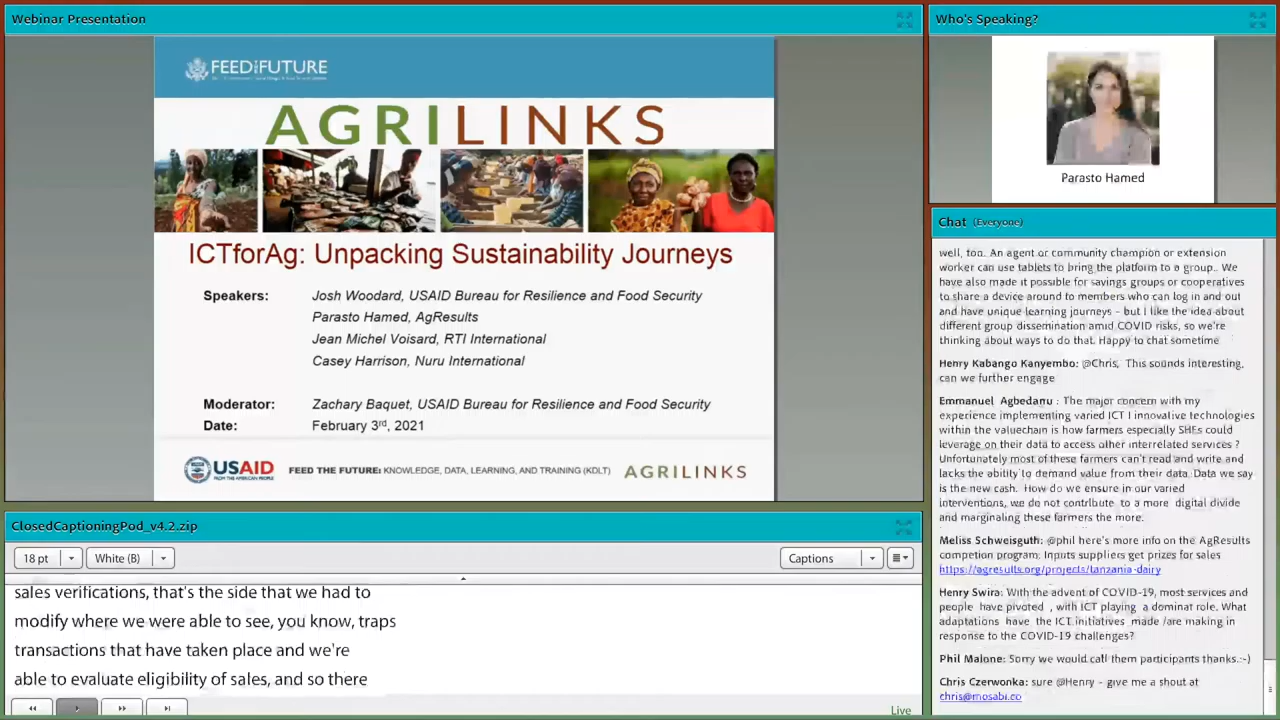 Webinar Presentation
FEED THE FUTURE
AGRILINKS
ICTforAg: Unpacking Sustainability Journeys
Speakers: Josh Woodard, USAID Bureau for Resilience and Food Security
Parasto Hamed, AgResults
Jean Michel Voisard, RTI International
Casey Harrison, Nuru International
Moderator: Zachary Baquet, USAID Bureau for Resilience and Food Security
Date: February 3rd, 2021
USAID
FROM THE AMERICAN PEOPLE
FEED THE FUTURE: KNOWLEDGE, DATA, LEARNING, AND TRAINING (KDLT)
AGRILINKS
ClosedCaptioningPod_v4.2.zip
18 pt White (B) Captions
sales verifications, that's the side that we had to
modify where we were able to see, you know, traps
transactions that have taken place and we're
able to evaluate eligibility of sales, and so there
Live
Who's Speaking?
Parasto Hamed
Chat (Everyone)
well, too. An agent or community champion or extension
worker can use tablets to bring the platform to a group.. We
have also made it possible for savings groups or cooperatives
to share a device around to members who can log in and out
and have unique learning journeys - but I like the idea about
different group dissemination amid COVID risks, so we're
thinking about ways to do that. Happy to chat sometime
Henry Kabango Kanyembo: @Chris, This sounds interesting,
can we further engage
Emmanuel Agbedanu : The major concern with my
experience implementing varied ICT I innovative technologies
within the valuechain is how farmers especially SHFs could
leverage on their data to access other interrelated services ?
Unfortunately most of these farmers can't read and write and
lacks the ability to demand value from their data. Data we say
is the new cash. How do we ensure in our varied
interventions, we do not contribute to a more digital divide
and marginaling these farmers the more.
Meliss Schweisguth: @phil here's more info on the AgResults
competion program: Inputs suppliers get prizes for sales
https://agresults.org/projects/tanzania-dairy
Henry Swira: With the advent of COVID-19, most services and
people have pivoted , with ICT playing a dominat role. What
adaptations have the ICT initiatives made /are making in
response to the COVID-19 challenges?
Phil Malone: Sorry we would call them participants thanks.:-)
Chris Czerwonka: sure @Henry - give me a shout at
chris@mosabi.co